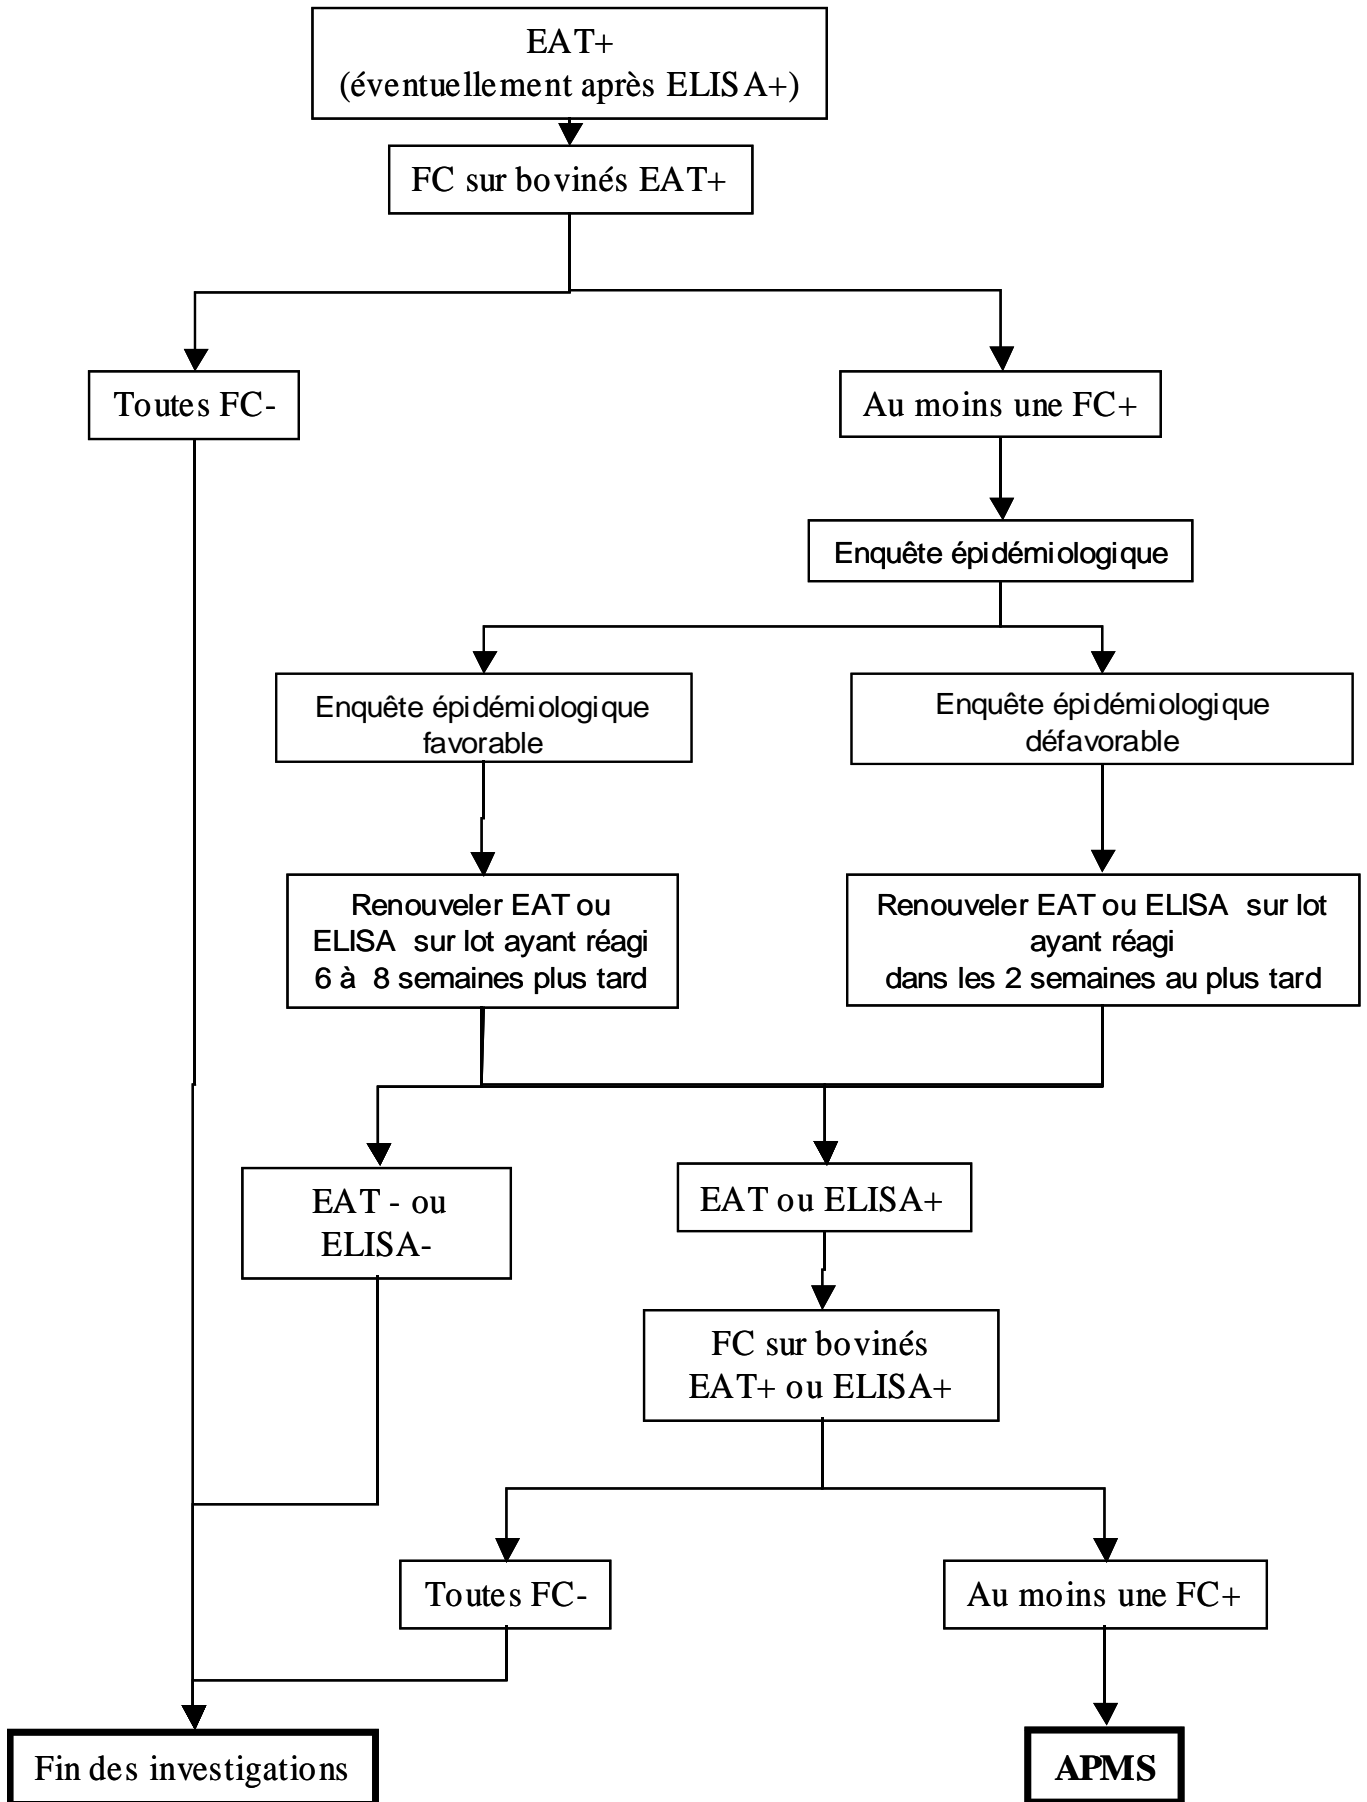 EAT+
(éventuellement après ELISA+)
FC sur bovinés EAT+
Toutes FC-
Au moins une FC+
Enquête épidémiologique
Enquête épidémiologique
favorable
Enquête épidémiologique
défavorable
Renouveler EAT ou
ELISA sur lot ayant réagi
6 à 8 semaines plus tard
Renouveler EAT ou ELISA sur lot
ayant réagi
dans les 2 semaines au plus tard
EAT - ou
ELISA-
EAT ou ELISA+
FC sur bovinés
EAT+ ou ELISA+
Toutes FC-
Au moins une FC+
Fin des investigations
APMS